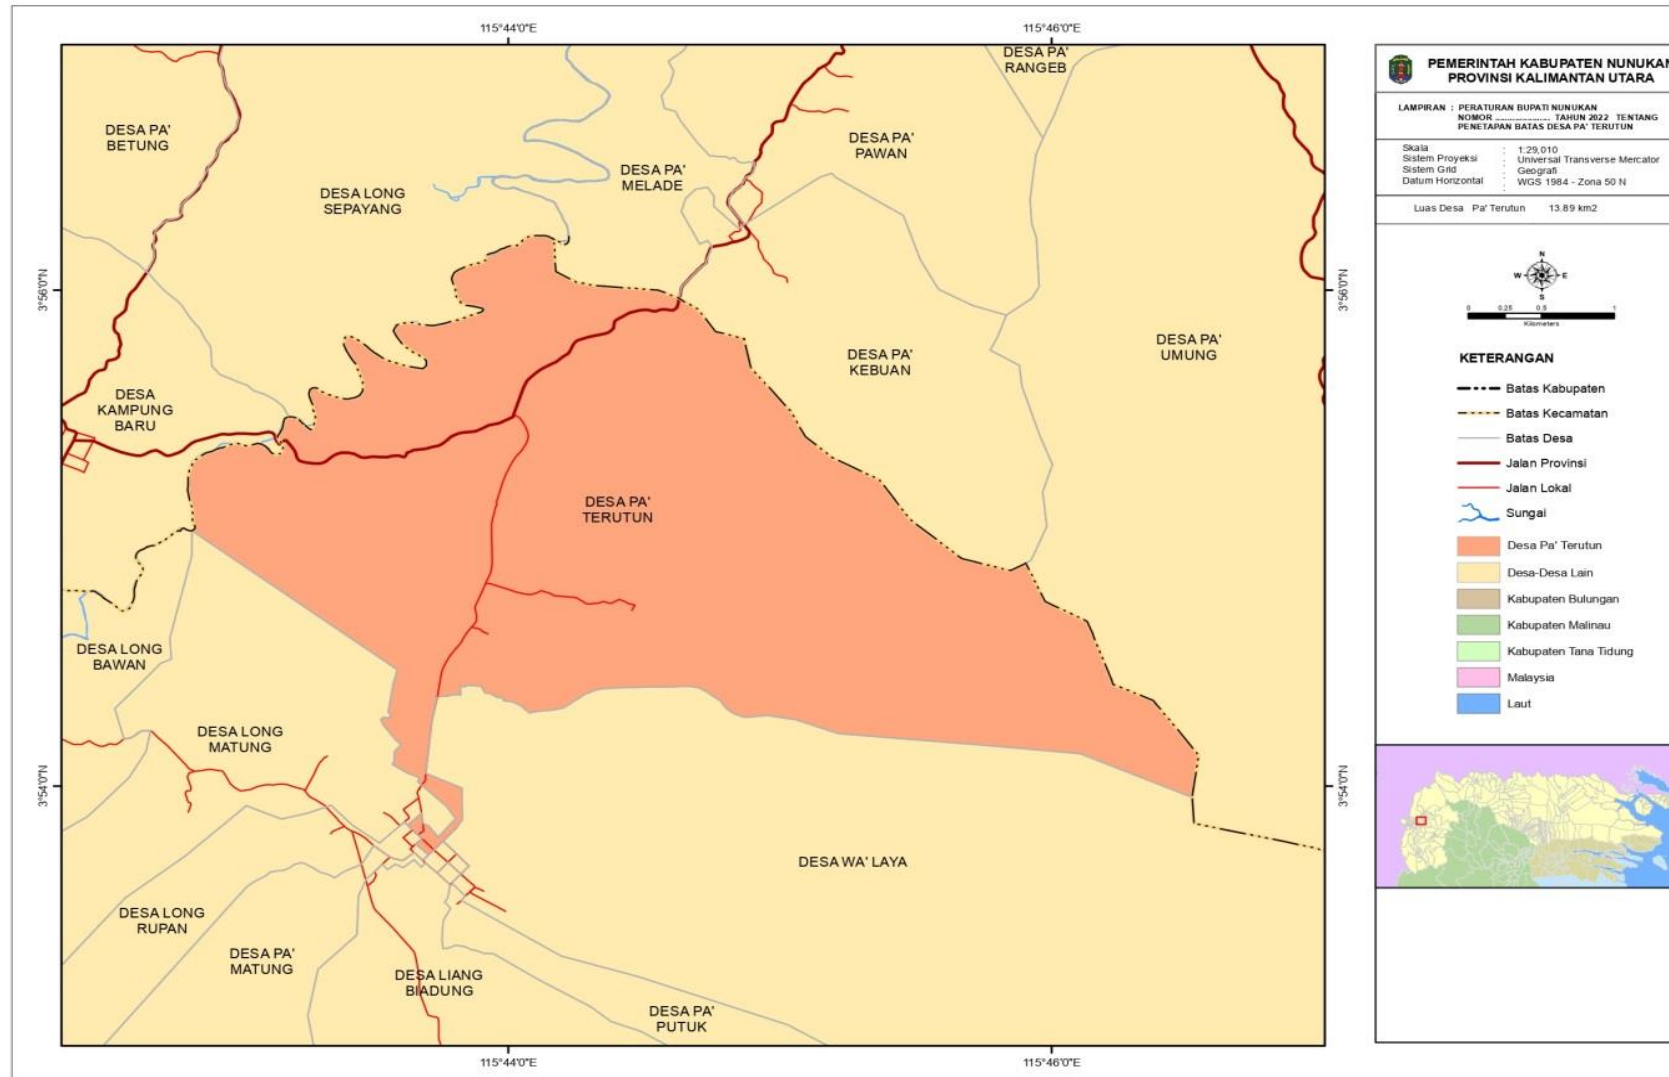 115°44'0"E
115°46'0"E
DESA PA'
RANGEB
DESA PA'
BETUNG
DESA PA'
PAWAN
DESA PA'
MELADE
DESA LONG
SEPAYANG
3°56'0"N
3°56'0"N
DESA PA'
UMUNG
DESA PA'
KEBUAN
DESA
KAMPUNG
BARU
DESA PA'
TERUTUN
DESA LONG
BAWAN
DESA LONG
MATUNG
3°54'0"N
3°54'0"N
DESA WA' LAYA
DESA LONG
RUPAN
DESA PA'
MATUNG
DESA LIANG
BIADUNG
DESA PA'
PUTUK
115°44'0"E
115°46'0"E
PEMERINTAH KABUPATEN NUNUKAN
PROVINSI KALIMANTAN UTARA
LAMPIRAN : PERATURAN BUPATI NUNUKAN
NOMOR ...................... TAHUN 2022 TENTANG
PENETAPAN BATAS DESA PA' TERUTUN
Skala : 1:29,010
Sistem Proyeksi : Universal Transverse Mercator
Sistem Grid : Geografi
Datum Horizontal : WGS 1984 - Zona 50 N
Luas Desa Pa' Terutun 13.89 km2
N
W E
S
0 0.25 0.5 1
Kilometers
KETERANGAN
Batas Kabupaten
Batas Kecamatan
Batas Desa
Jalan Provinsi
Jalan Lokal
Sungai
Desa Pa' Terutun
Desa-Desa Lain
Kabupaten Bulungan
Kabupaten Malinau
Kabupaten Tana Tidung
Malaysia
Laut